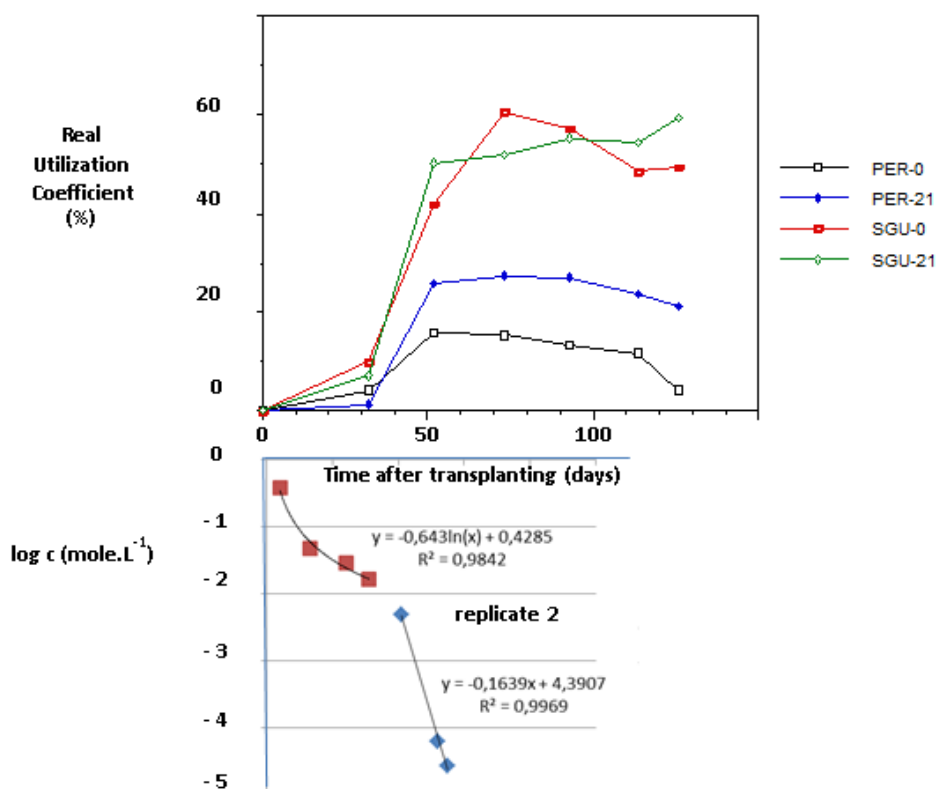 60
Real
Utilization
Coefficient
(%)
40
20
0
0
50
100
PER-0
PER-21
SGU-0
SGU-21
Time after transplanting (days)
0
- 1
log c (mole.L⁻¹)
- 2
- 3
- 4
- 5
y = -0,643ln(x) + 0,4285
R² = 0,9842
replicate 2
y = -0,1639x + 4,3907
R² = 0,9969